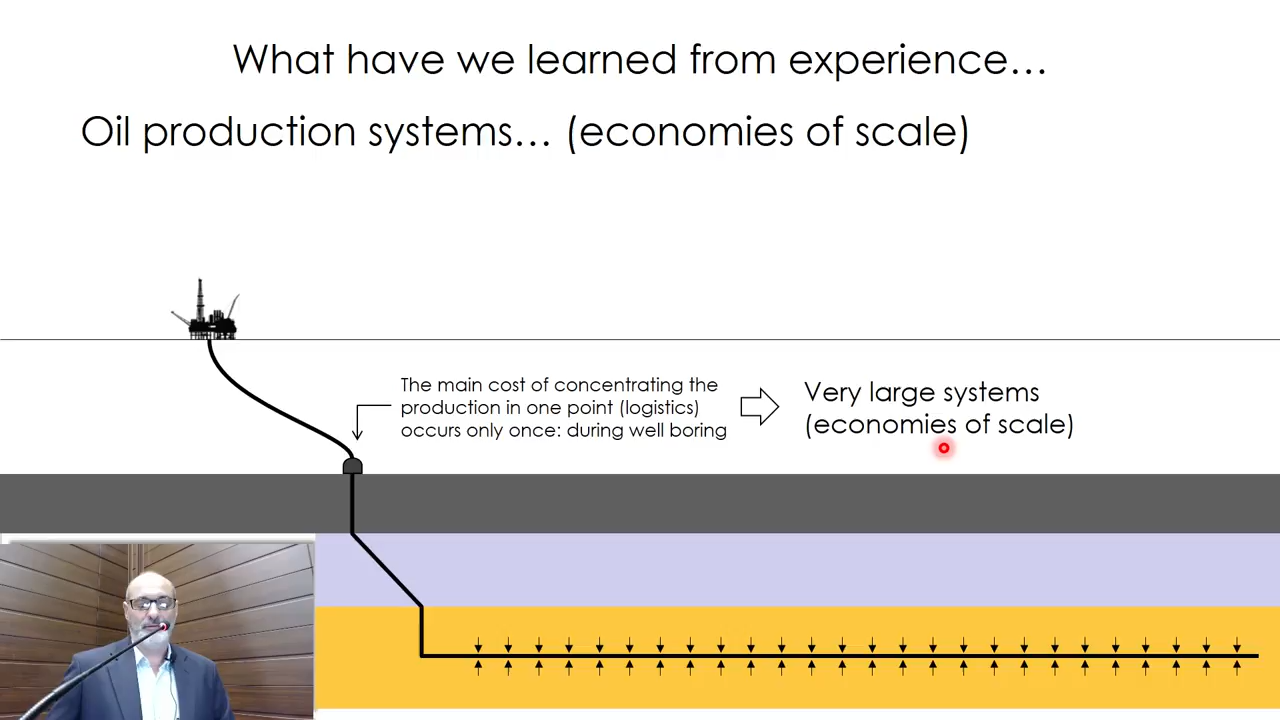 What have we learned from experience…
Oil production systems… (economies of scale)
The main cost of concentrating the
production in one point (logistics)
occurs only once: during well boring
Very large systems
(economies of scale)